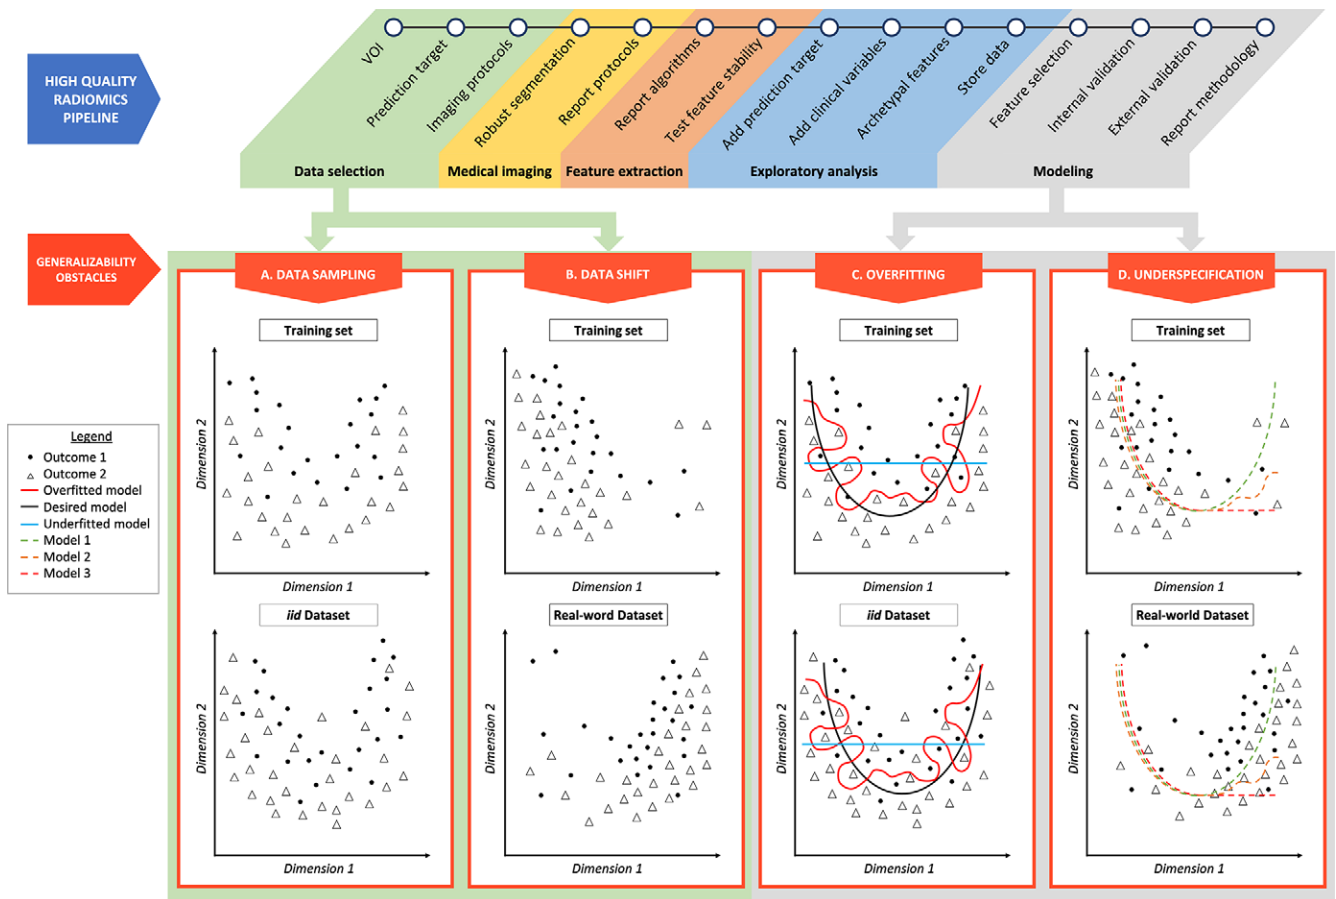 HIGH QUALITY
RADIOMICS
PIPELINE
VOI
Prediction target
Imaging protocols
Robust segmentation
Report protocols
Report algorithms
Test feature stability
Add prediction target
Add clinical variables
Archetypal features
Store data
Feature selection
Internal validation
External validation
Report methodology
Data selection
Medical imaging
Feature extraction
Exploratory analysis
Modeling
GENERALIZABILITY
OBSTACLES
A. DATA SAMPLING
B. DATA SHIFT
C. OVERFITTING
D. UNDERSPECIFICATION
Legend
Outcome 1
Outcome 2
Overfitted model
Desired model
Underfitted model
Model 1
Model 2
Model 3
Training set
Dimension 2
Dimension 1
Training set
Dimension 2
Dimension 1
Training set
Dimension 2
Dimension 1
Training set
Dimension 2
Dimension 1
iid Dataset
Dimension 2
Dimension 1
Real-word Dataset
Dimension 2
Dimension 1
iid Dataset
Dimension 2
Dimension 1
Real-world Dataset
Dimension 2
Dimension 1